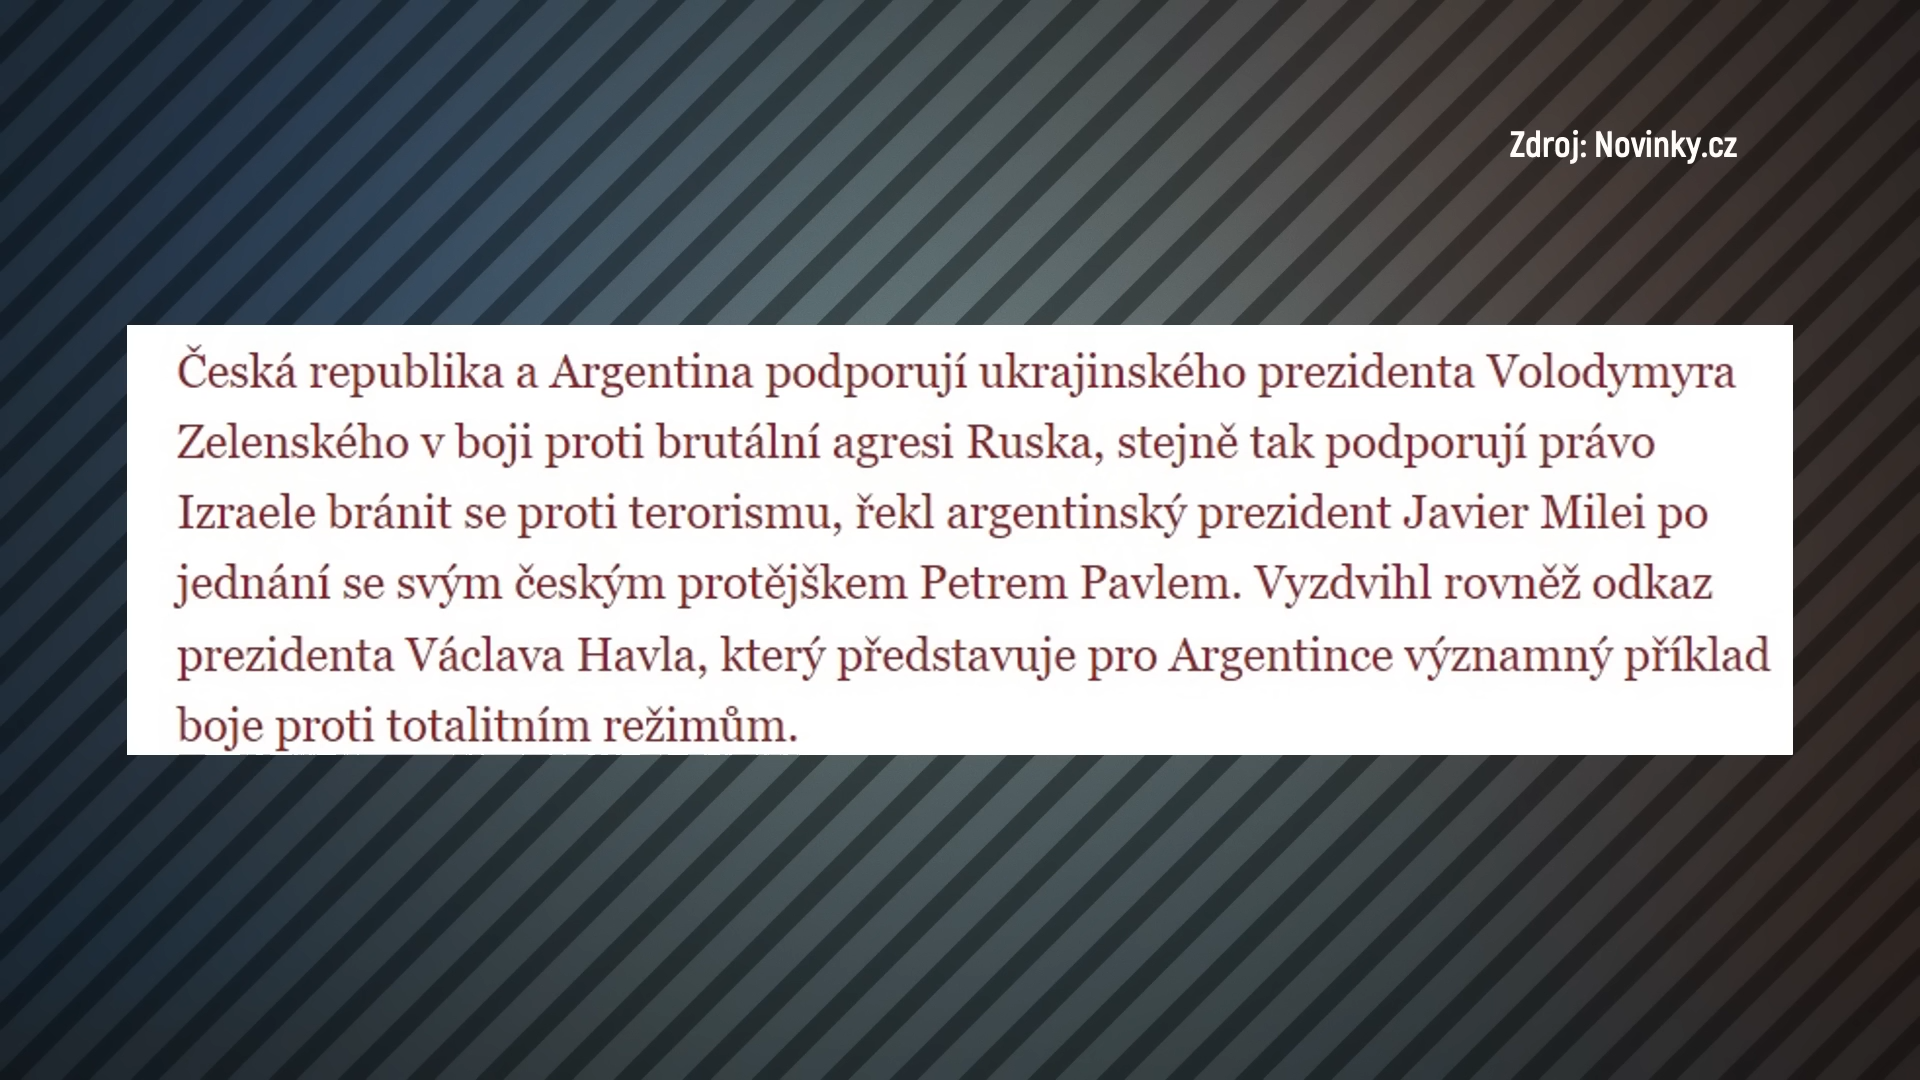 Zdroj: Novinky.cz
Česká republika a Argentina podporují ukrajinského prezidenta Volodymyra
Zelenského v boji proti brutální agresi Ruska, stejně tak podporují právo
Izraele bránit se proti terorismu, řekl argentinský prezident Javier Milei po
jednání se svým českým protějškem Petrem Pavlem. Vyzdvihl rovněž odkaz
prezidenta Václava Havla, který představuje pro Argentince významný příklad
boje proti totalitním režimům.